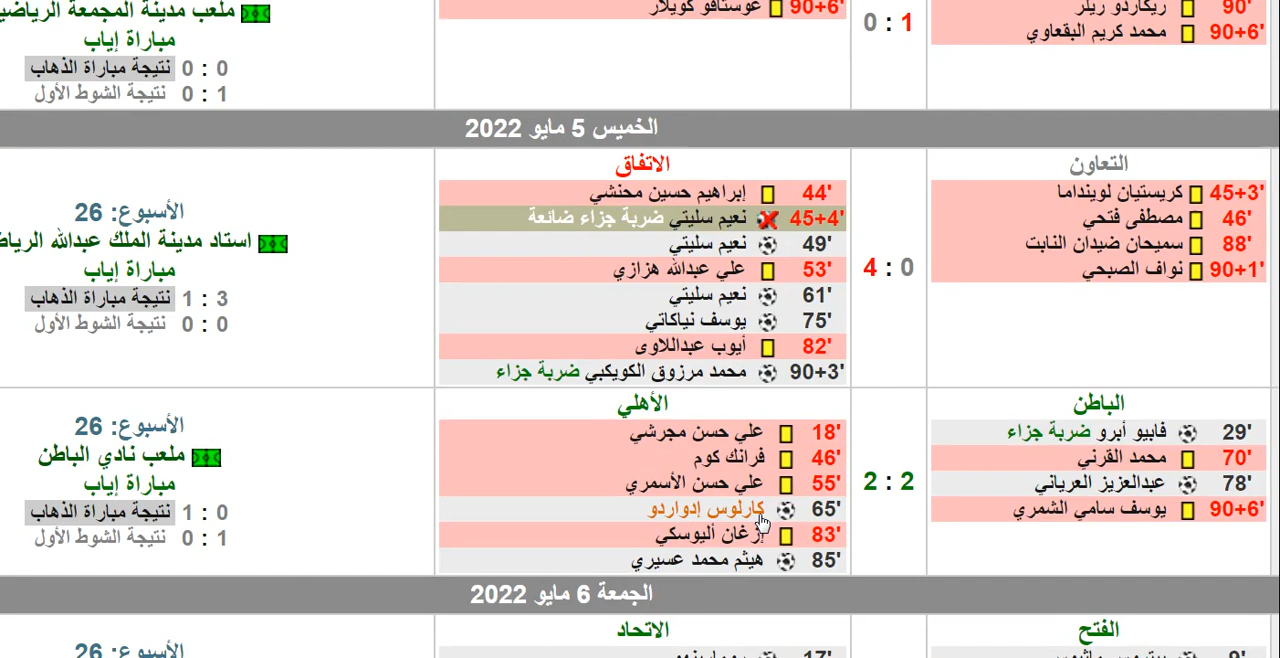 90' ريكاردو ريلر
90+6' محمد كريم البقعاوي
1 : 0
90+6' غوستافو كويلار
ملعب مدينة المجمعة
مباراة إياب
نتيجة مباراة الذهاب 0 : 0
نتيجة الشوط الأول 1 : 0
الخميس 5 مايو 2022
التعاون
45+3' كريستيان لوينداما
46' مصطفى فتحي
88' سميحان ضيدان النابت
90+1' نواف الصبحي
0 : 4
الاتفاق
44' إبراهيم حسين محنشي
45+4' نعيم سليتي ضربة جزاء ضائعة
49' نعيم سليتي
53' علي عبدالله هزازي
61' نعيم سليتي
75' يوسف نياكاتي
82' أيوب عبداللاوى
90+3' محمد مرزوق الكويكبي ضربة جزاء
الأسبوع: 26
استاد مدينة الملك عبدالله
مباراة إياب
نتيجة مباراة الذهاب 3 : 1
نتيجة الشوط الأول 0 : 0
الباطن
29' فابيو أبرو ضربة جزاء
70' محمد القرني
78' عبدالعزيز العرياني
90+6' يوسف سامي الشمري
2 : 2
الأهلي
18' علي حسن مجرشي
46' فرانك كوم
55' علي حسن الأسمري
65' كارلوس إدواردو
83' إزغان أليوسكي
85' هيثم محمد عسيري
الأسبوع: 26
ملعب نادي الباطن
مباراة إياب
نتيجة مباراة الذهاب 0 : 1
نتيجة الشوط الأول 1 : 0
الجمعة 6 مايو 2022
الفتح
9'
الاتحاد
17'
الأسبوع: 26